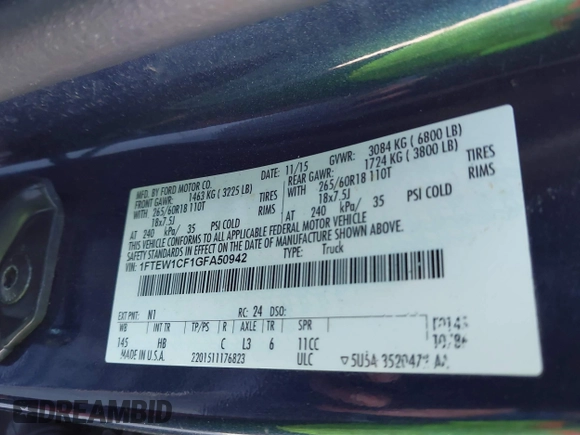 MFD. BY FORD MOTOR CO.
DATE: 11/15 GVWR: 3084 KG ( 6800 LB)
FRONT GAWR: 1463 KG ( 3225 LB)
REAR GAWR: 1724 KG ( 3800 LB)
WITH 265/60R18 110T TIRES
265/60R18 110T TIRES
18x7.5J RIMS
WITH 18x7.5J RIMS
AT 240 kPa/ 35 PSI COLD
AT 240 kPa/ 35 PSI COLD
THIS VEHICLE CONFORMS TO ALL APPLICABLE FEDERAL MOTOR VEHICLE
SAFETY STANDARDS IN EFFECT ON THE DATE OF MANUFACTURE SHOWN ABOVE.
VIN: 1FTEW1CF1GFA50942
TYPE: Truck
EXT PNT: N1 RC: 24 DSO:
WB INT TR TP/PS R AXLE TR SPR
145 HB C L3 6 11CC
MADE IN U.S.A. 2201511176823 ULC
DREAMBID